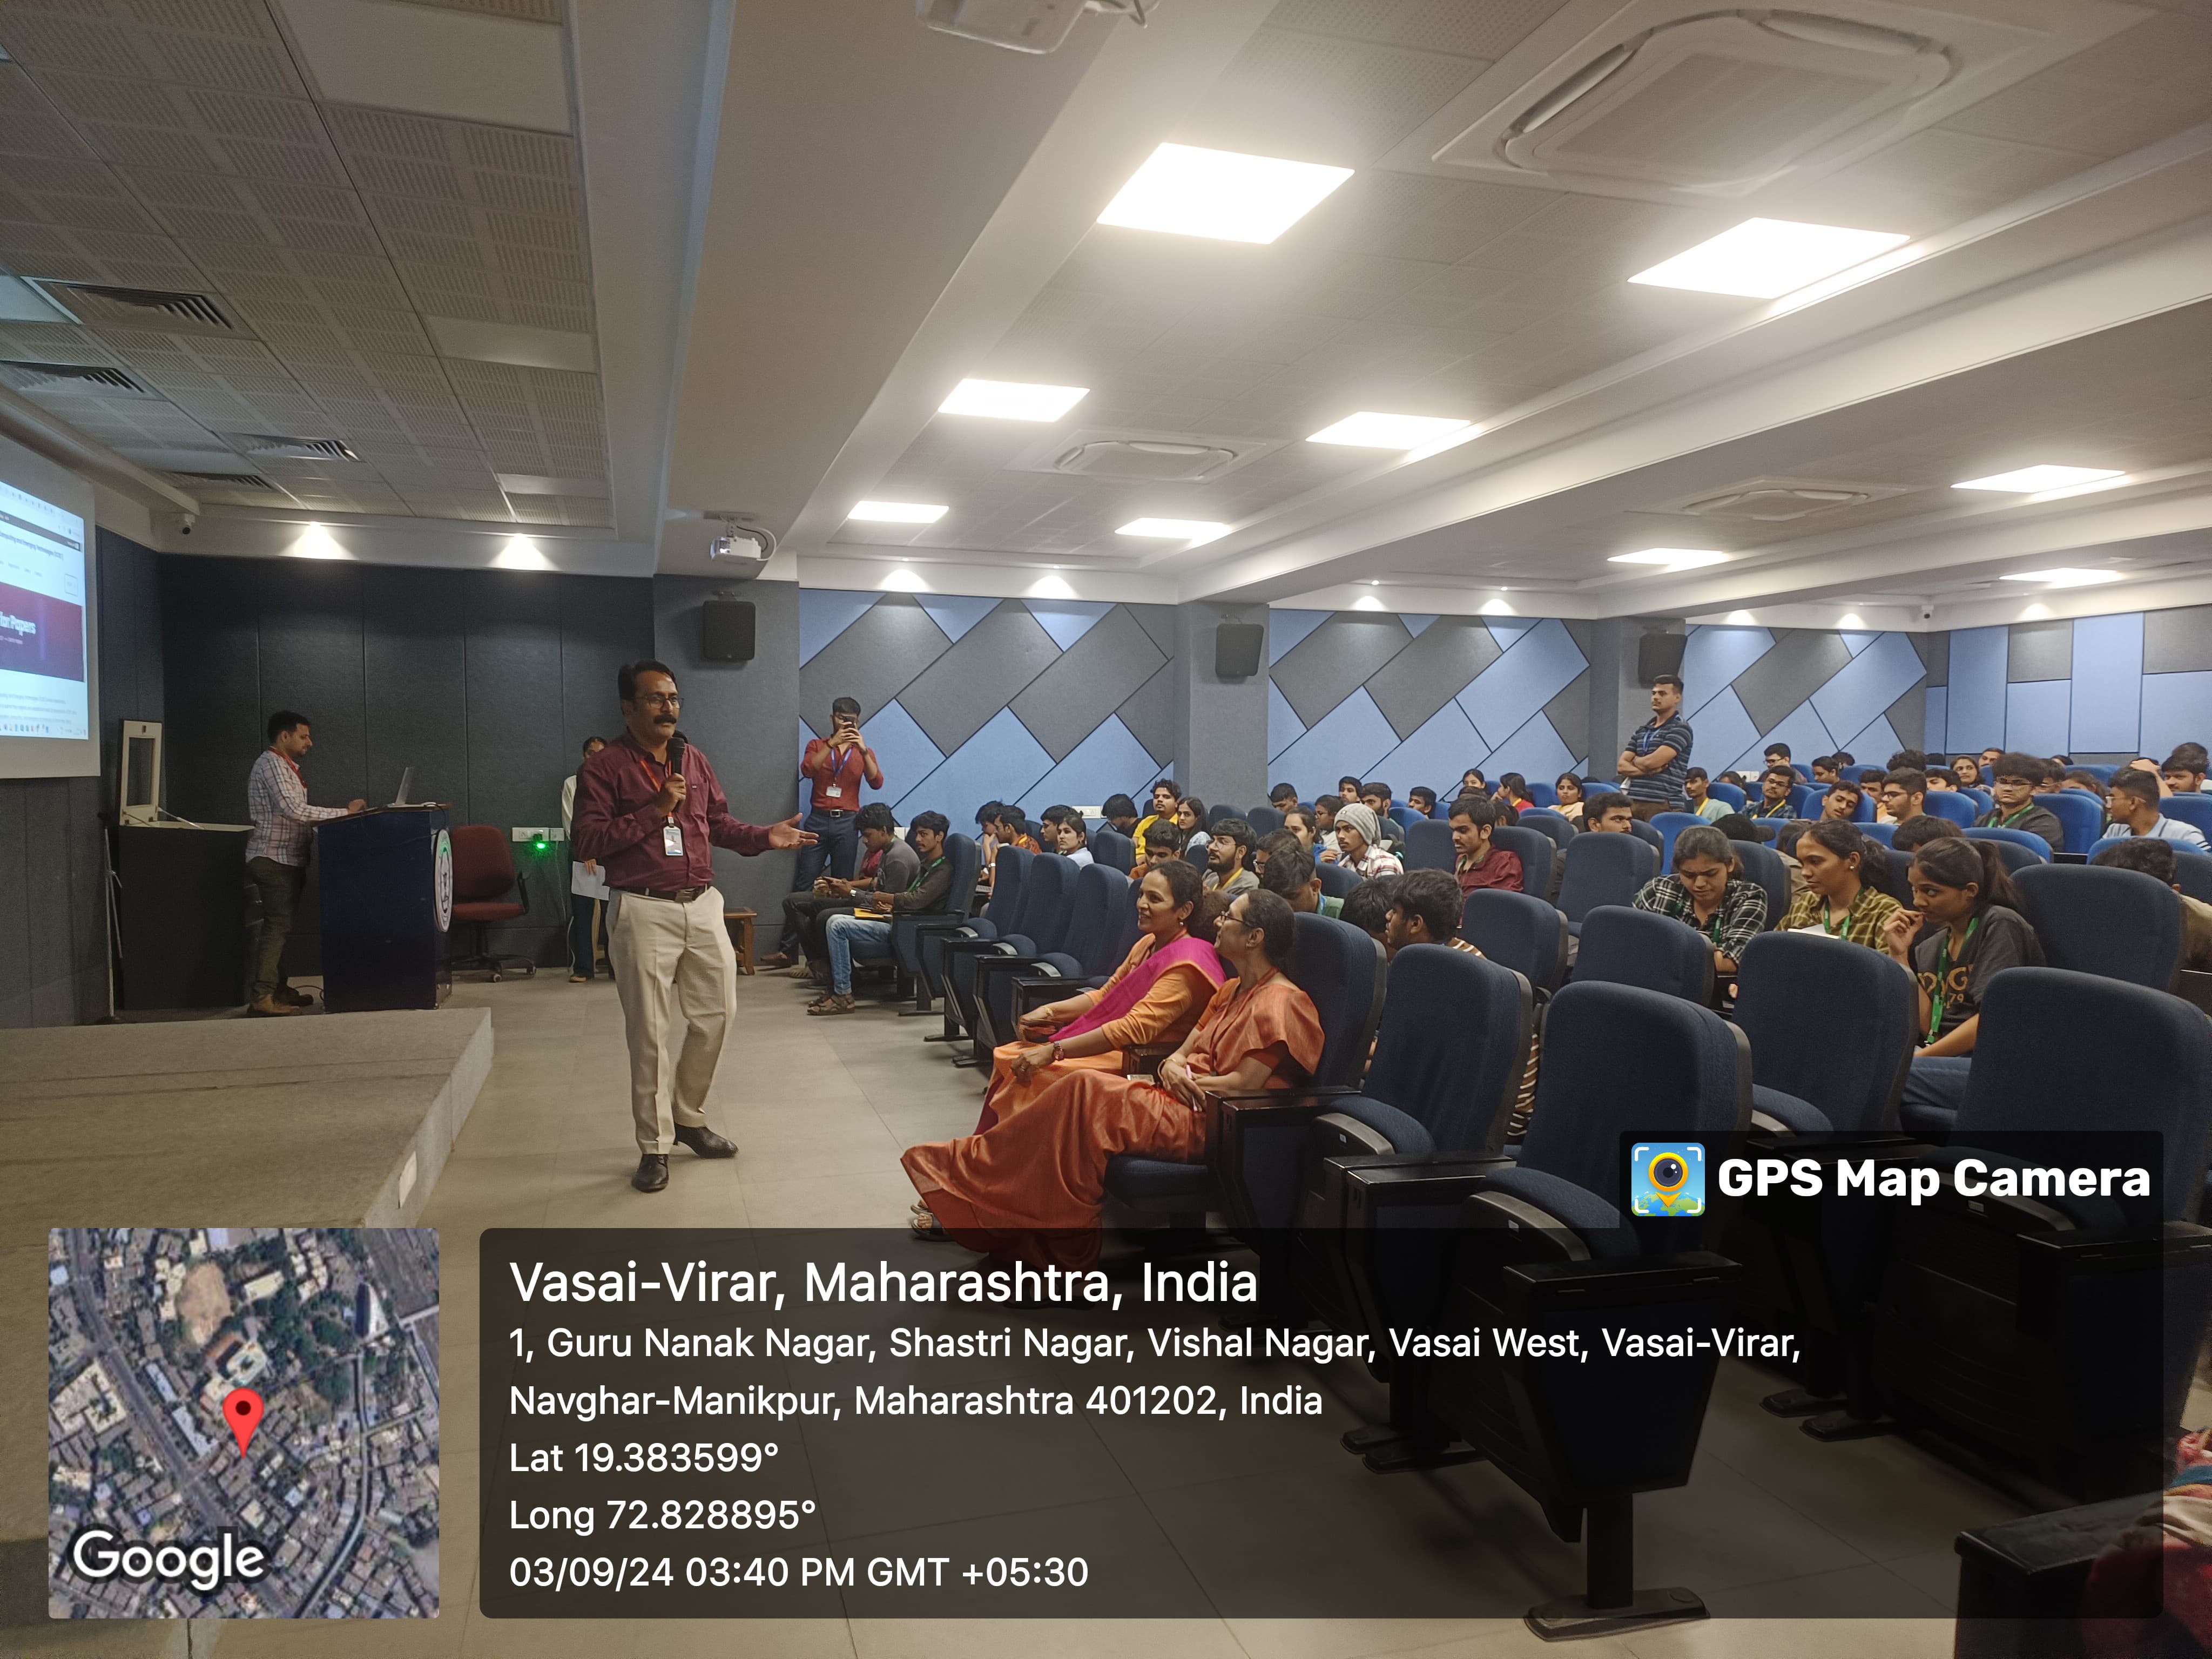 for Papers
GPS Map Camera
Vasai-Virar, Maharashtra, India
1, Guru Nanak Nagar, Shastri Nagar, Vishal Nagar, Vasai West, Vasai-Virar,
Navghar-Manikpur, Maharashtra 401202, India
Lat 19.383599°
Long 72.828895°
03/09/24 03:40 PM GMT +05:30
Google